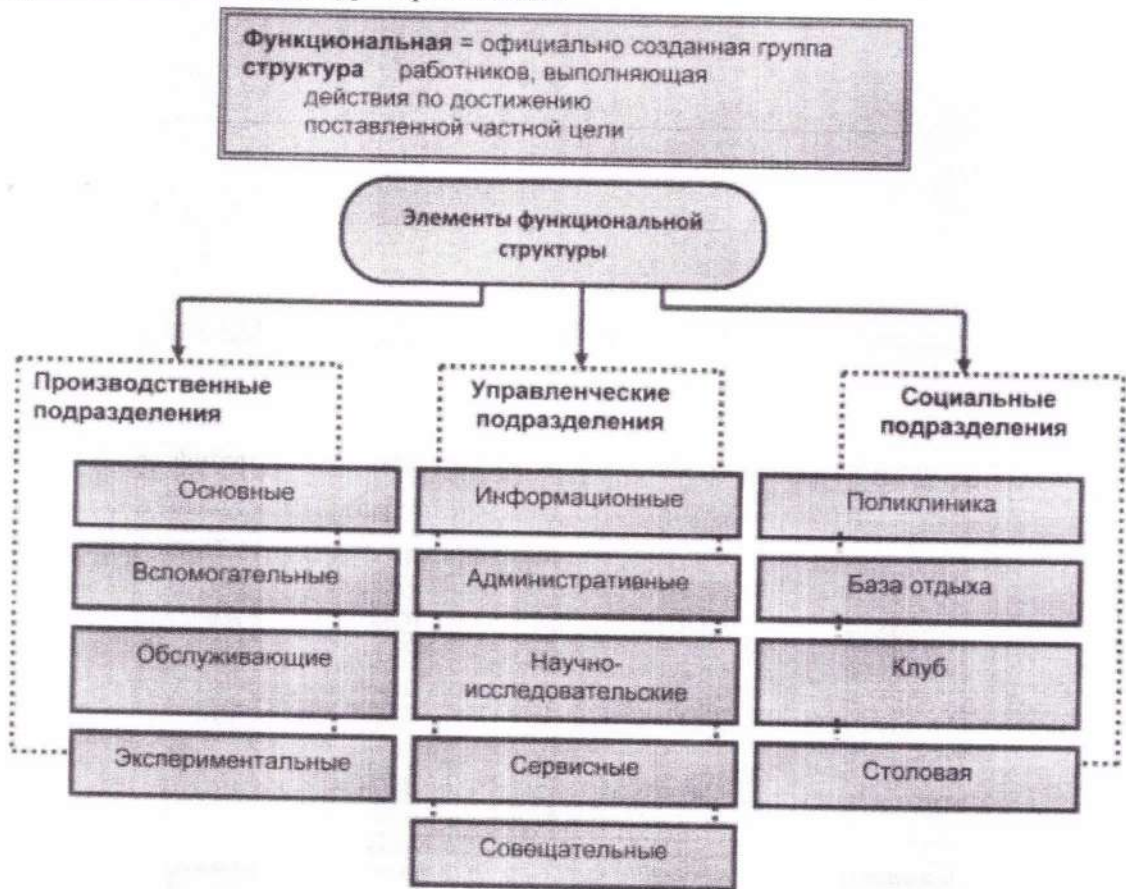 Функциональная = официально созданная группа
структура работников, выполняющая
действия по достижению
поставленной частной цели
Элементы функциональной
структуры
Производственные
подразделения
Основные
Вспомогательные
Обслуживающие
Экспериментальные
Управленческие
подразделения
Информационные
Административные
Научно-
исследовательские
Сервисные
Совещательные
Социальные
подразделения
Поликлиника
База отдыха
Клуб
Столовая